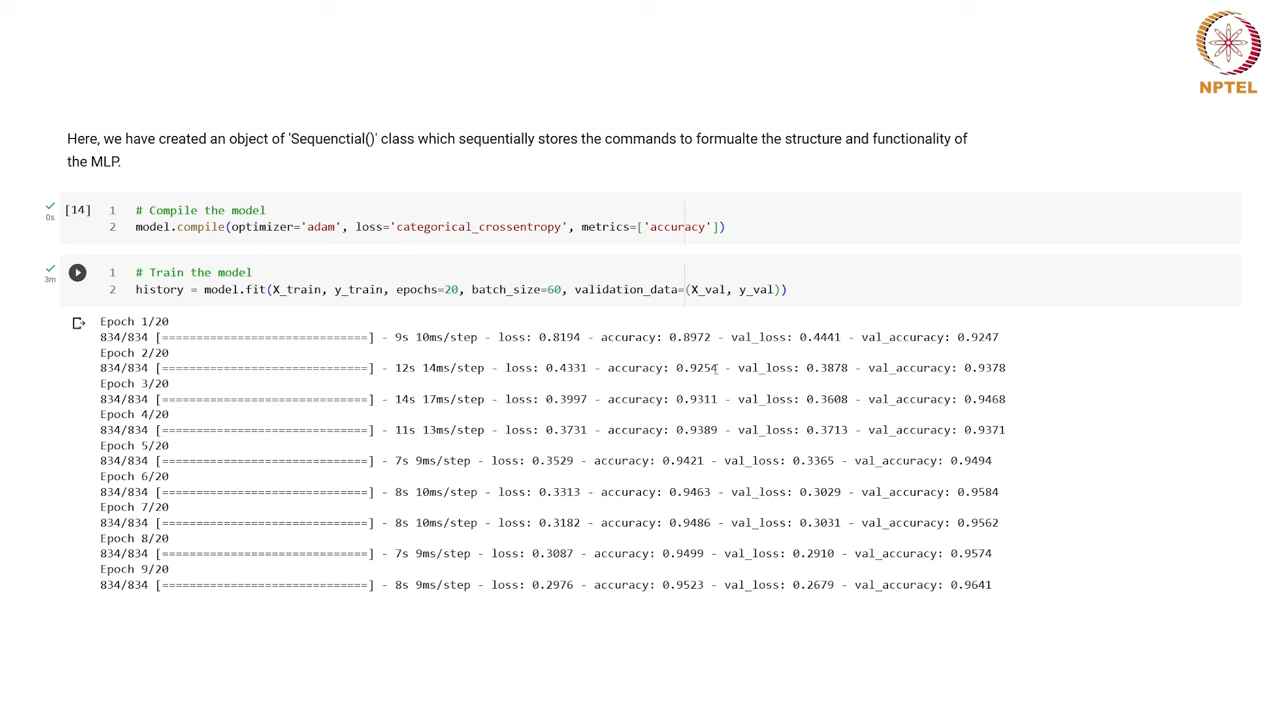 NPTEL
Here, we have created an object of 'Sequenctial()' class which sequentially stores the commands to formualte the structure and functionality of
the MLP.
0s
[14]
1 # Compile the model
2 model.compile(optimizer='adam', loss='categorical_crossentropy', metrics=['accuracy'])
3m
1 # Train the model
2 history = model.fit(X_train, y_train, epochs=20, batch_size=60, validation_data=(X_val, y_val))
Epoch 1/20
834/834 [==============================] - 9s 10ms/step - loss: 0.8194 - accuracy: 0.8972 - val_loss: 0.4441 - val_accuracy: 0.9247
Epoch 2/20
834/834 [==============================] - 12s 14ms/step - loss: 0.4331 - accuracy: 0.9254 - val_loss: 0.3878 - val_accuracy: 0.9378
Epoch 3/20
834/834 [==============================] - 14s 17ms/step - loss: 0.3997 - accuracy: 0.9311 - val_loss: 0.3608 - val_accuracy: 0.9468
Epoch 4/20
834/834 [==============================] - 11s 13ms/step - loss: 0.3731 - accuracy: 0.9389 - val_loss: 0.3713 - val_accuracy: 0.9371
Epoch 5/20
834/834 [==============================] - 7s 9ms/step - loss: 0.3529 - accuracy: 0.9421 - val_loss: 0.3365 - val_accuracy: 0.9494
Epoch 6/20
834/834 [==============================] - 8s 10ms/step - loss: 0.3313 - accuracy: 0.9463 - val_loss: 0.3029 - val_accuracy: 0.9584
Epoch 7/20
834/834 [==============================] - 8s 10ms/step - loss: 0.3182 - accuracy: 0.9486 - val_loss: 0.3031 - val_accuracy: 0.9562
Epoch 8/20
834/834 [==============================] - 7s 9ms/step - loss: 0.3087 - accuracy: 0.9499 - val_loss: 0.2910 - val_accuracy: 0.9574
Epoch 9/20
834/834 [==============================] - 8s 9ms/step - loss: 0.2976 - accuracy: 0.9523 - val_loss: 0.2679 - val_accuracy: 0.9641